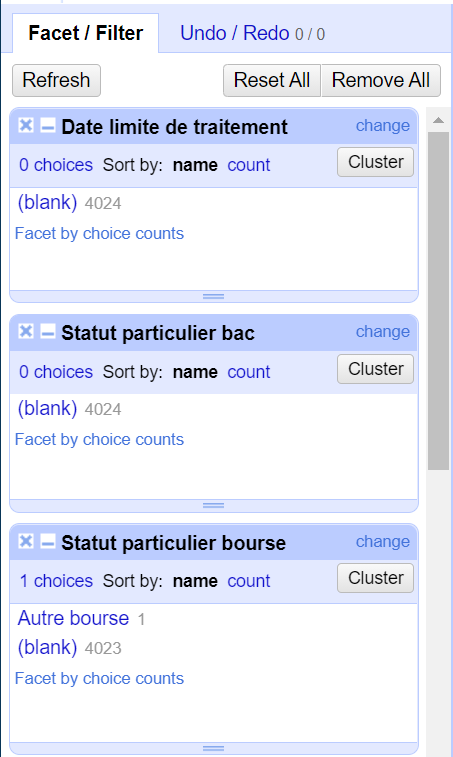 Facet / Filter Undo / Redo 0 / 0
Refresh Reset All Remove All
Date limite de traitement change
0 choices Sort by: name count Cluster
(blank) 4024
Facet by choice counts
Statut particulier bac change
0 choices Sort by: name count Cluster
(blank) 4024
Facet by choice counts
Statut particulier bourse change
1 choices Sort by: name count Cluster
Autre bourse 1
(blank) 4023
Facet by choice counts